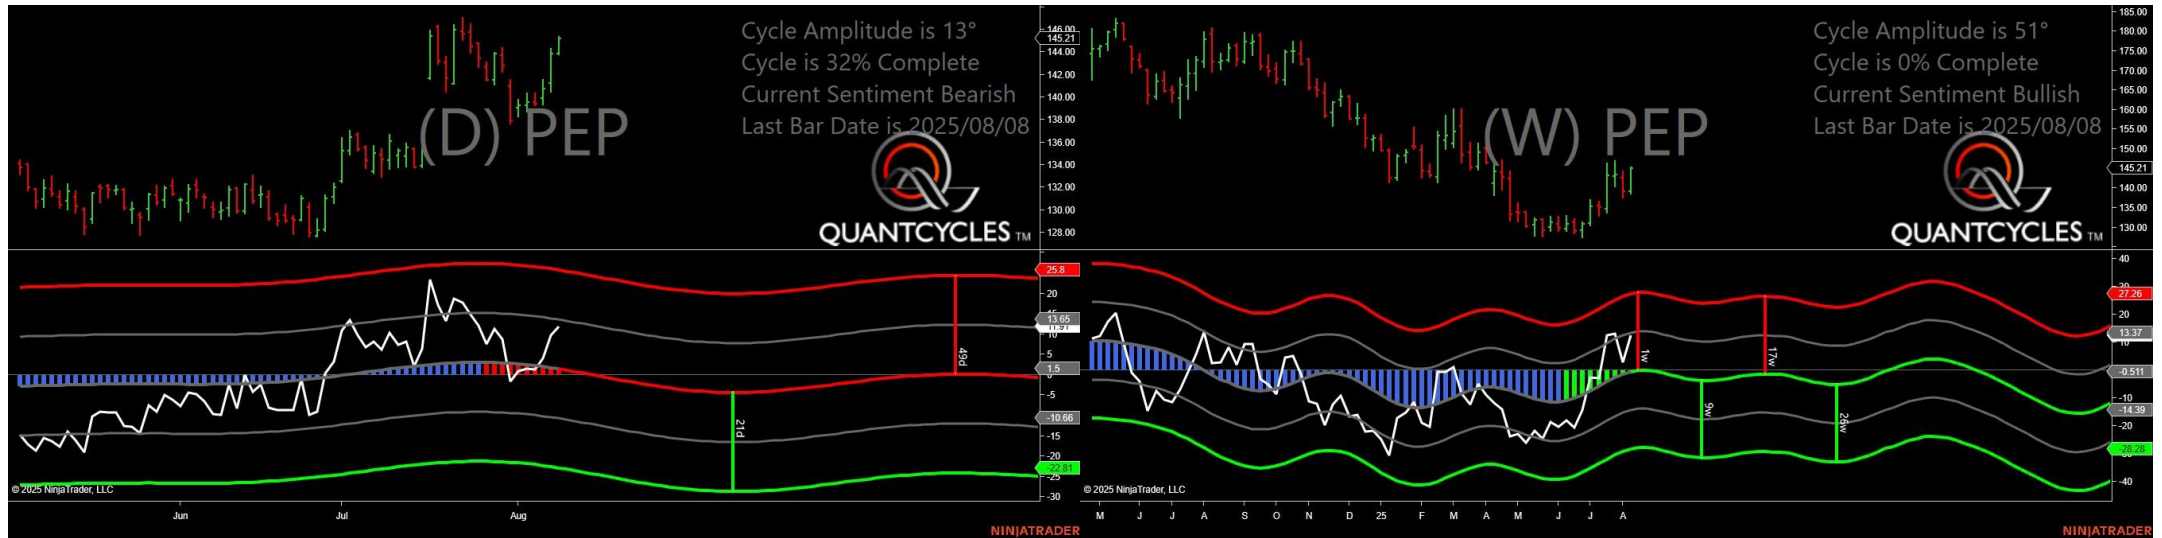 Cycle Amplitude is 13°
Cycle is 32% Complete
Current Sentiment Bearish
Last Bar Date is 2025/08/08
(D) PEP
QUANTCYCLES TM
146.00
145.21
144.00
142.00
140.00
138.00
136.00
134.00
132.00
130.00
128.00
25.8
20
13.65
11.91
10
5
1.5
0
-5
-10.66
-15
-20
-22.81
-25
-30
49d
21d
© 2025 NinjaTrader, LLC
Jun
Jul
Aug
NINJATRADER
Cycle Amplitude is 51°
Cycle is 0% Complete
Current Sentiment Bullish
Last Bar Date is 2025/08/08
(W) PEP
QUANTCYCLES TM
185.00
180.00
175.00
170.00
165.00
160.00
155.00
150.00
145.21
140.00
135.00
130.00
40
27.26
20
13.37
10
-0.511
-10
-14.39
-20
-28.28
-40
1w
17w
9w
26w
© 2025 NinjaTrader, LLC
M J J A S O N D 25 F M A M J J A
NINJATRADER